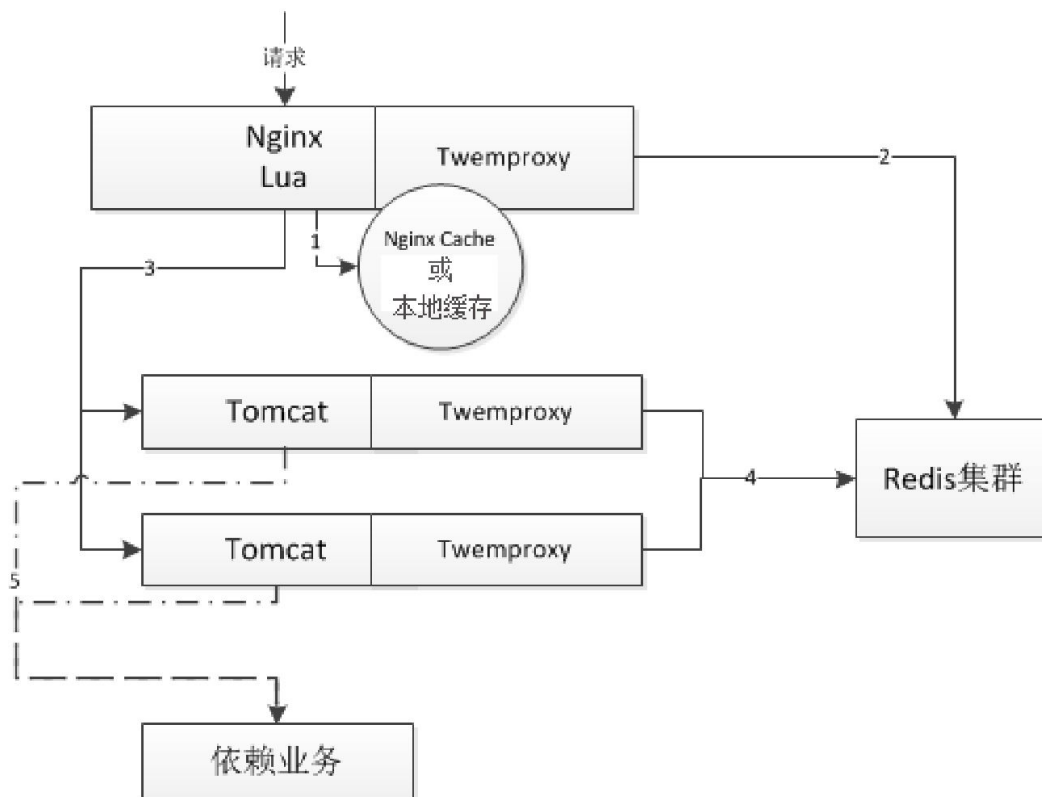 请求
Nginx
Lua
Twemproxy
2
1
Nginx Cache
或
本地缓存
3
Tomcat
Twemproxy
4
Redis集群
Tomcat
Twemproxy
5
依赖业务